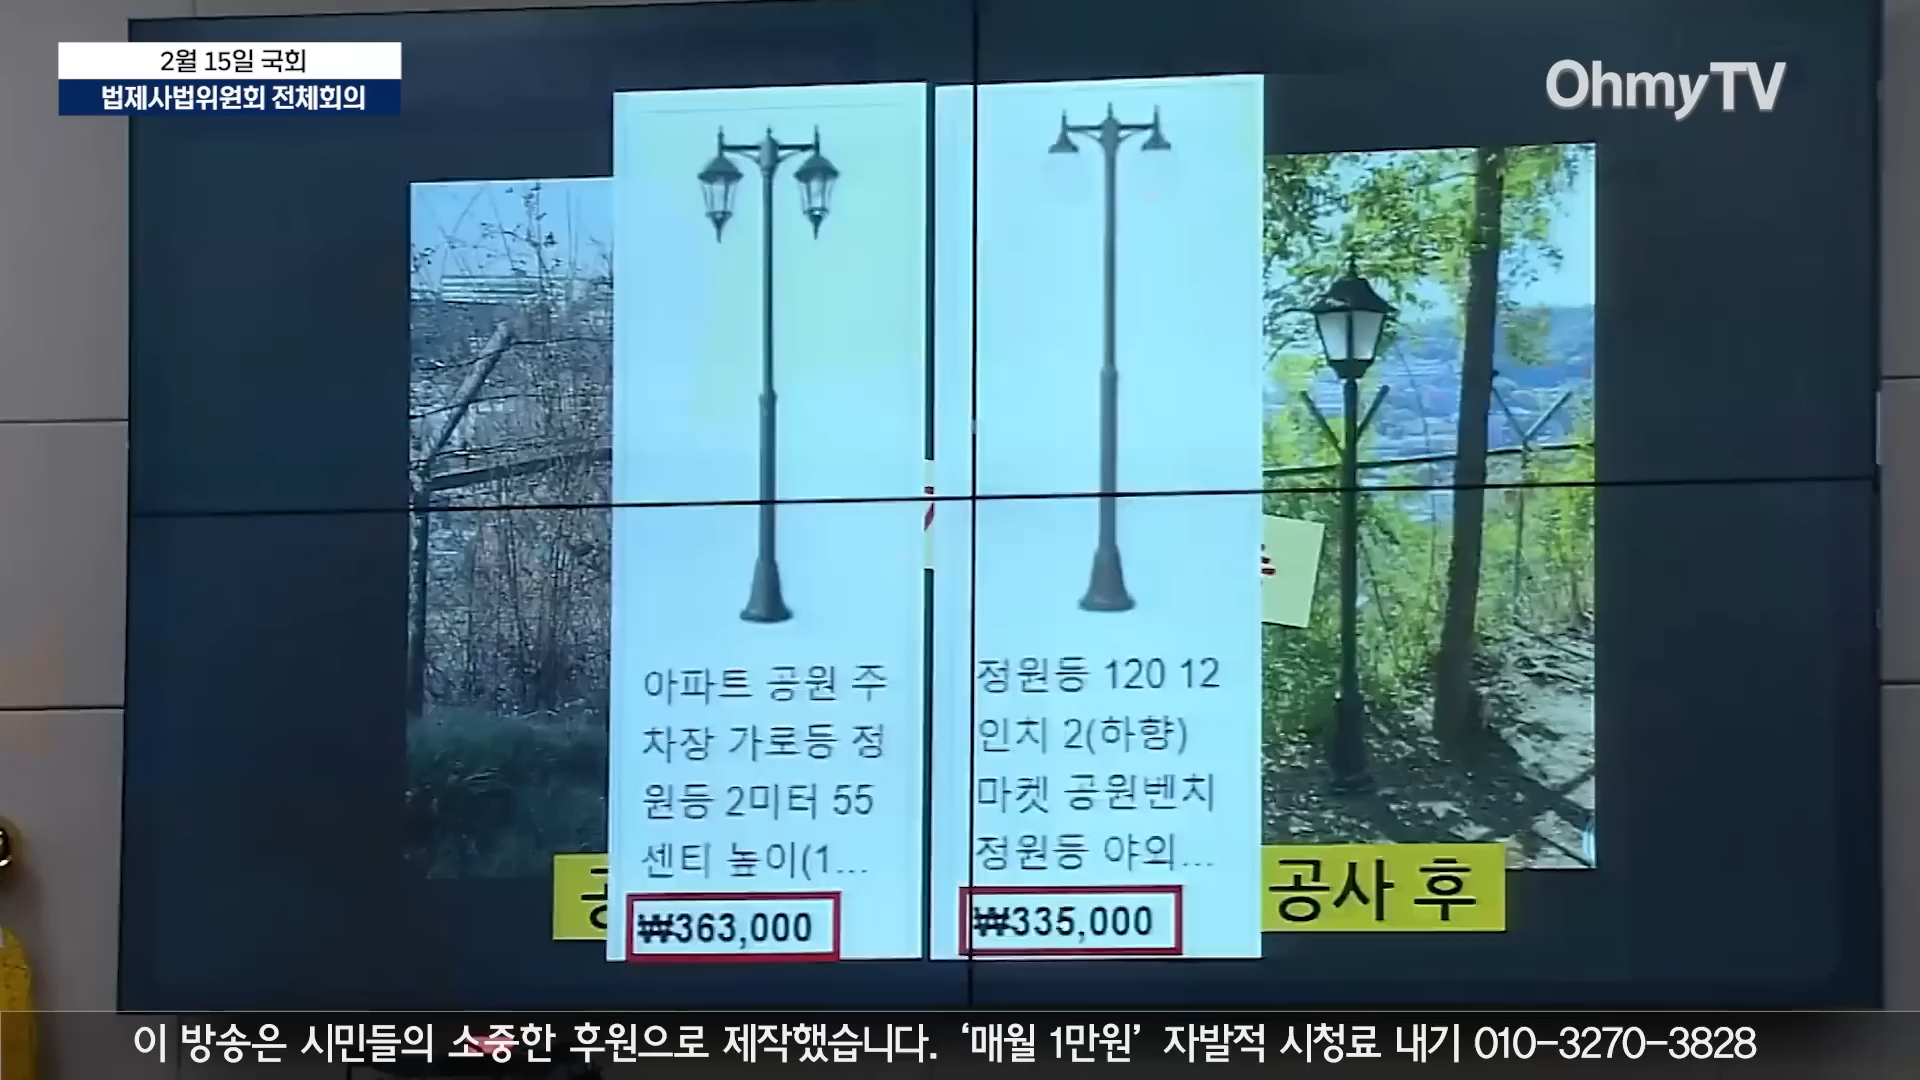 2월 15일 국회
법제사법위원회 전체회의
OhmyTV
아파트 공원 주
차장 가로등 정
원등 2미터 55
센티 높이(1...
₩363,000
정원등 120 12
인치 2(하향)
마켓 공원벤치
정원등 야외...
₩335,000
공사 후
이 방송은 시민들의 소중한 후원으로 제작했습니다. ‘매월 1만원’ 자발적 시청료 내기 010-3270-3828